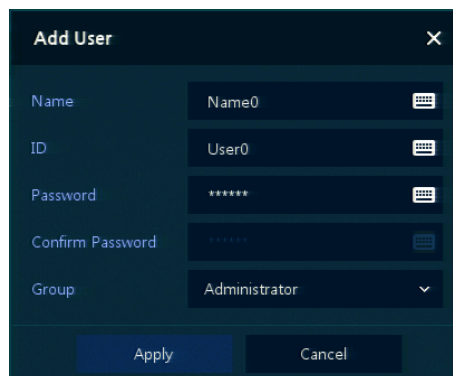 Add User
Name Name0
ID User0
Password ******
Confirm Password ******
Group Administrator
Apply Cancel